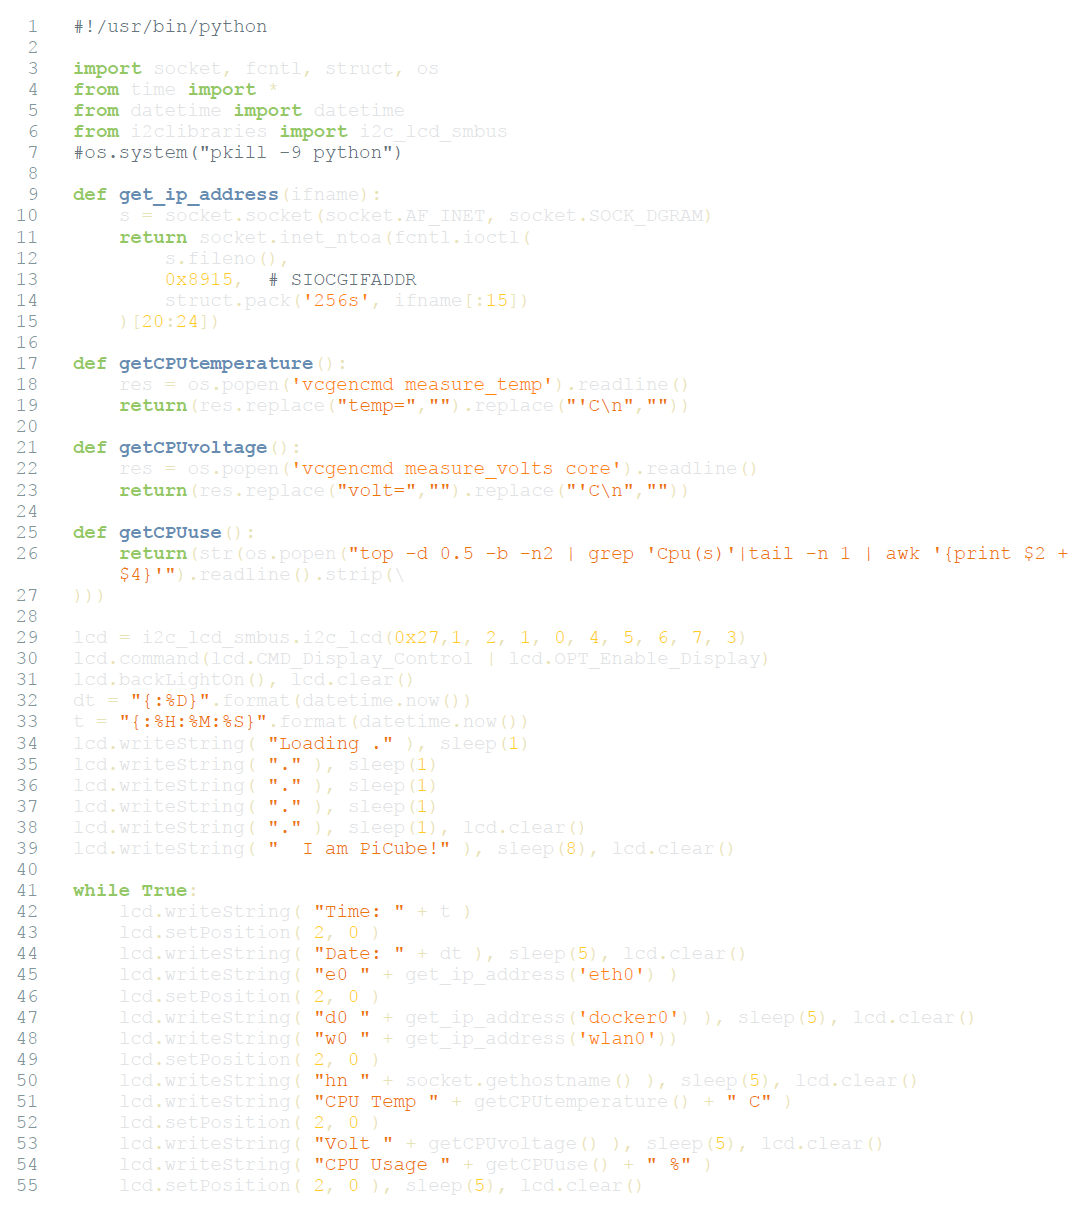 1 #!/usr/bin/python
2
3 import socket, fcntl, struct, os
4 from time import *
5 from datetime import datetime
6 from i2clibraries import i2c_lcd_smbus
7 #os.system("pkill -9 python")
8
9 def get_ip_address(ifname):
10     s = socket.socket(socket.AF_INET, socket.SOCK_DGRAM)
11     return socket.inet_ntoa(fcntl.ioctl(
12         s.fileno(),
13         0x8915,  # SIOCGIFADDR
14         struct.pack('256s', ifname[:15])
15     )[20:24])
16
17 def getCPUtemperature():
18     res = os.popen('vcgencmd measure_temp').readline()
19     return(res.replace("temp=","").replace("'C\n",""))
20
21 def getCPUvoltage():
22     res = os.popen('vcgencmd measure_volts core').readline()
23     return(res.replace("volt=","").replace("'C\n",""))
24
25 def getCPUuse():
26     return(str(os.popen("top -d 0.5 -b -n2 | grep 'Cpu(s)'|tail -n 1 | awk '{print $2 +
$4}'").readline().strip(\
27 )))
28
29 lcd = i2c_lcd_smbus.i2c_lcd(0x27,1, 2, 1, 0, 4, 5, 6, 7, 3)
30 lcd.command(lcd.CMD_Display_Control | lcd.OPT_Enable_Display)
31 lcd.backLightOn(), lcd.clear()
32 dt = "{:%D}".format(datetime.now())
33 t = "{:%H:%M:%S}".format(datetime.now())
34 lcd.writeString( "Loading ." ), sleep(1)
35 lcd.writeString( "." ), sleep(1)
36 lcd.writeString( "." ), sleep(1)
37 lcd.writeString( "." ), sleep(1)
38 lcd.writeString( "." ), sleep(1), lcd.clear()
39 lcd.writeString( "  I am PiCube!" ), sleep(8), lcd.clear()
40
41 while True:
42     lcd.writeString( "Time: " + t )
43     lcd.setPosition( 2, 0 )
44     lcd.writeString( "Date: " + dt ), sleep(5), lcd.clear()
45     lcd.writeString( "e0 " + get_ip_address('eth0') )
46     lcd.setPosition( 2, 0 )
47     lcd.writeString( "d0 " + get_ip_address('docker0') ), sleep(5), lcd.clear()
48     lcd.writeString( "w0 " + get_ip_address('wlan0'))
49     lcd.setPosition( 2, 0 )
50     lcd.writeString( "hn " + socket.gethostname() ), sleep(5), lcd.clear()
51     lcd.writeString( "CPU Temp " + getCPUtemperature() + " C" )
52     lcd.setPosition( 2, 0 )
53     lcd.writeString( "Volt " + getCPUvoltage() ), sleep(5), lcd.clear()
54     lcd.writeString( "CPU Usage " + getCPUuse() + " %" )
55     lcd.setPosition( 2, 0 ), sleep(5), lcd.clear()